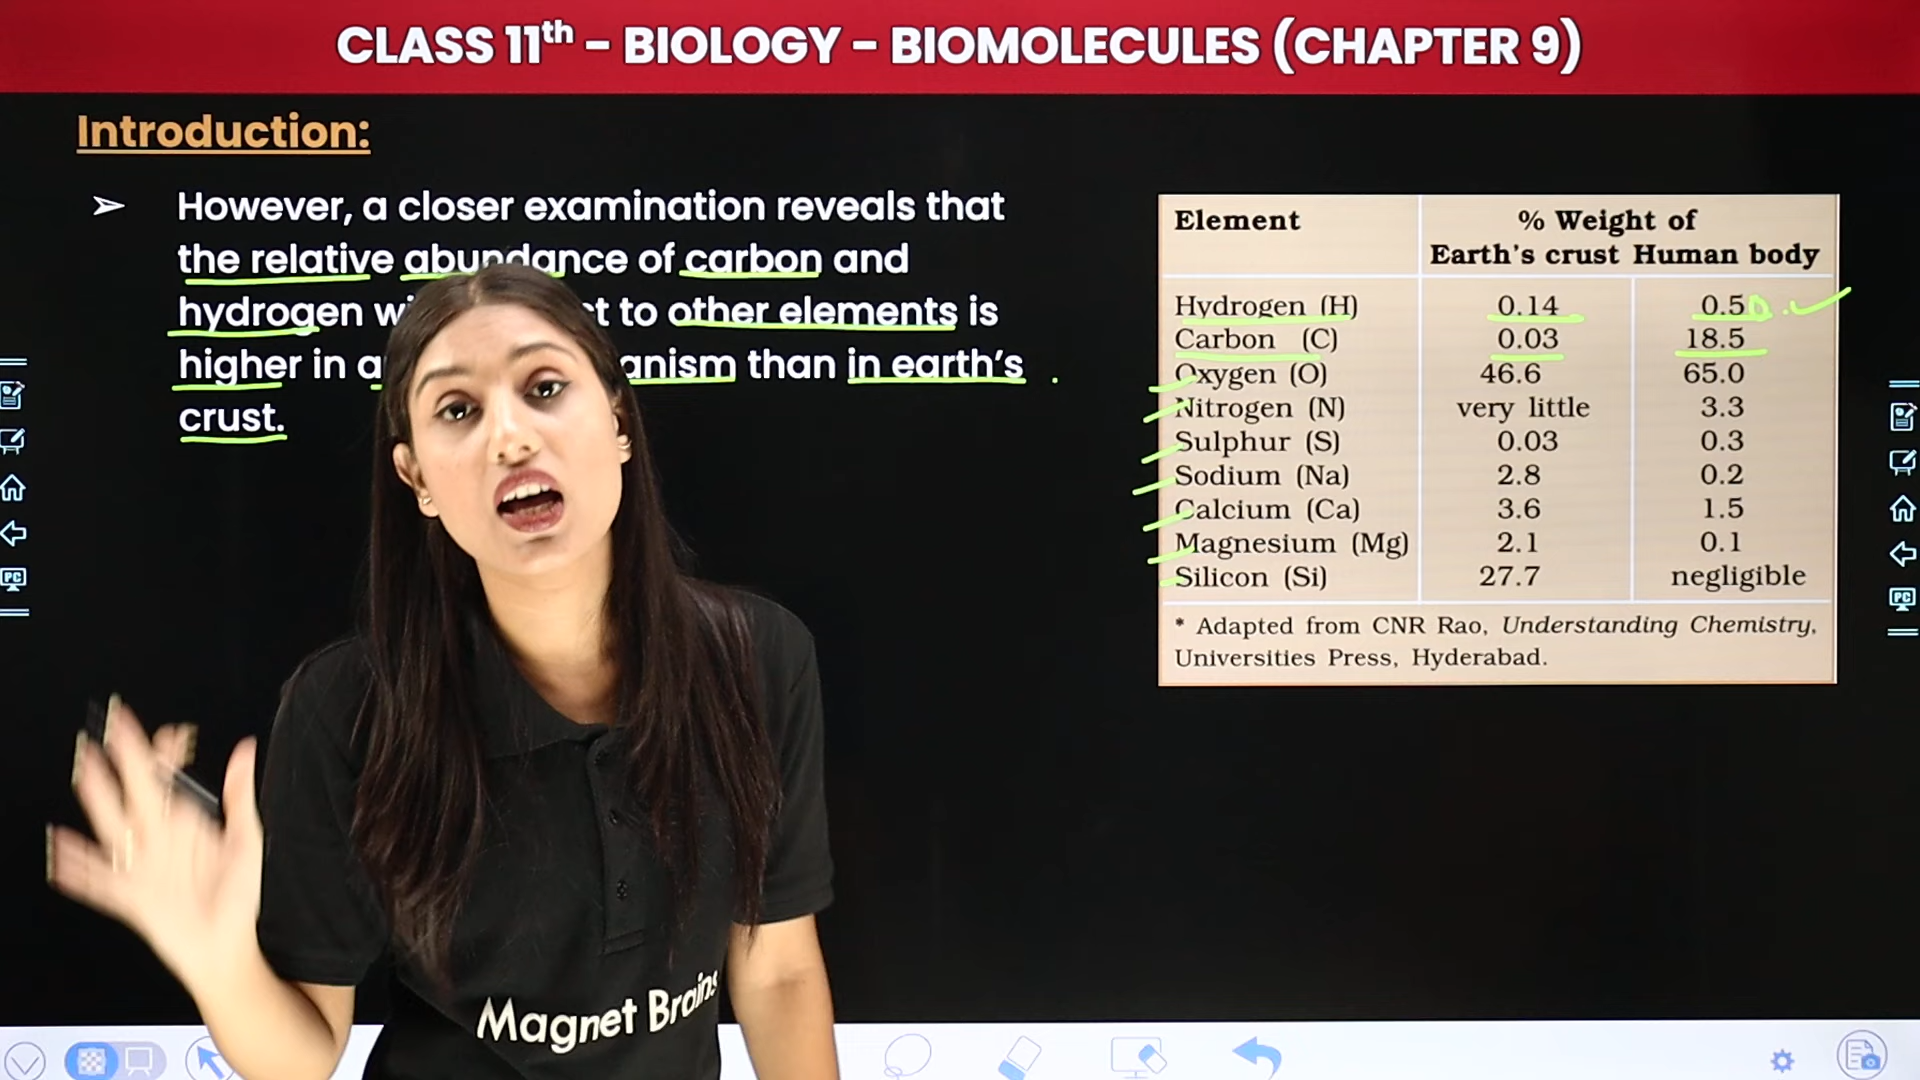 CLASS 11th – BIOLOGY – BIOMOLECULES (CHAPTER 9)
Introduction:
➢ However, a closer examination reveals that
the relative abundance of carbon and
hydrogen to other elements is
higher in than in earth's
crust.
Element % Weight of
Earth's crust Human body
Hydrogen (H) 0.14 0.5
Carbon (C) 0.03 18.5
Oxygen (O) 46.6 65.0
Nitrogen (N) very little 3.3
Sulphur (S) 0.03 0.3
Sodium (Na) 2.8 0.2
Calcium (Ca) 3.6 1.5
Magnesium (Mg) 2.1 0.1
Silicon (Si) 27.7 negligible
* Adapted from CNR Rao, Understanding Chemistry,
Universities Press, Hyderabad.
Magnet Brains
PC
PC